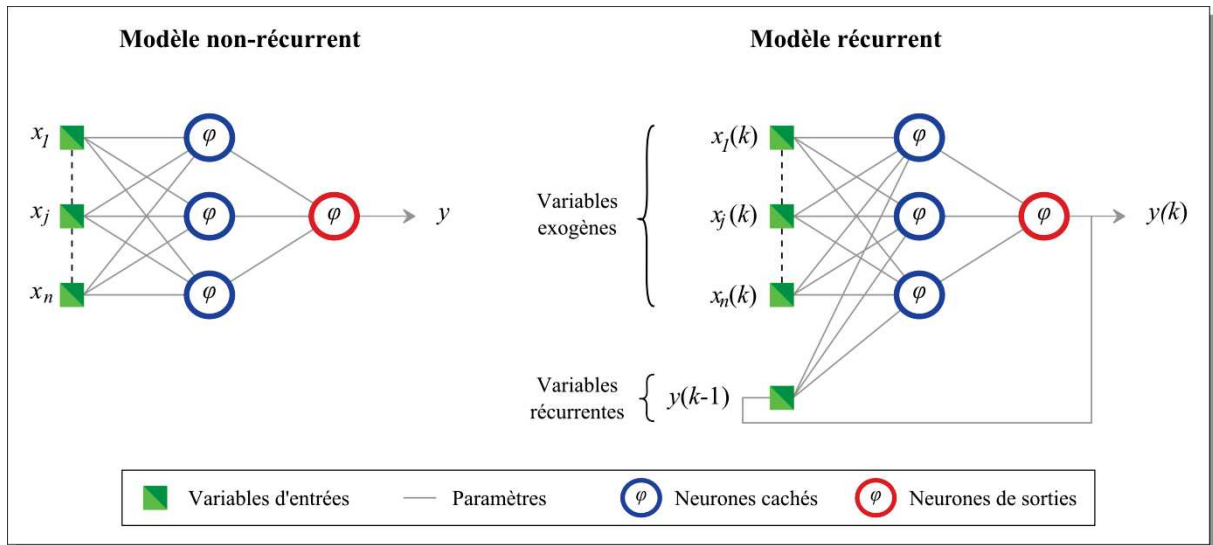 Modèle non-récurrent
x1
xj
xn
φ
φ
φ
φ
y
Modèle récurrent
Variables
exogènes
x1(k)
xj(k)
xn(k)
φ
φ
φ
φ
y(k)
Variables
récurrentes
y(k-1)
Variables d'entrées
Paramètres
φ
Neurones cachés
φ
Neurones de sorties